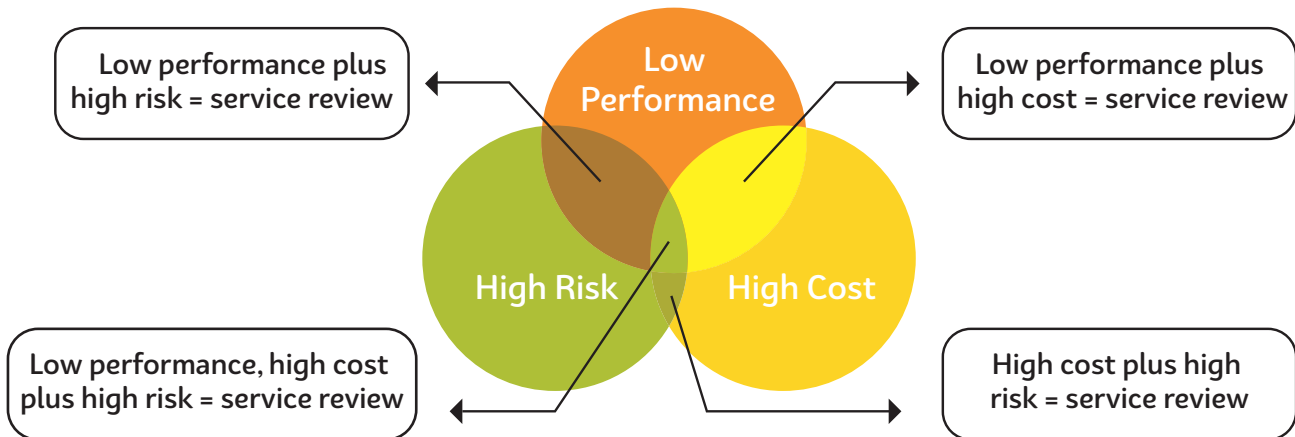 Low performance plus
high risk = service review
Low
Performance
Low performance plus
high cost = service review
High Risk
High Cost
Low performance, high cost
plus high risk = service review
High cost plus high
risk = service review